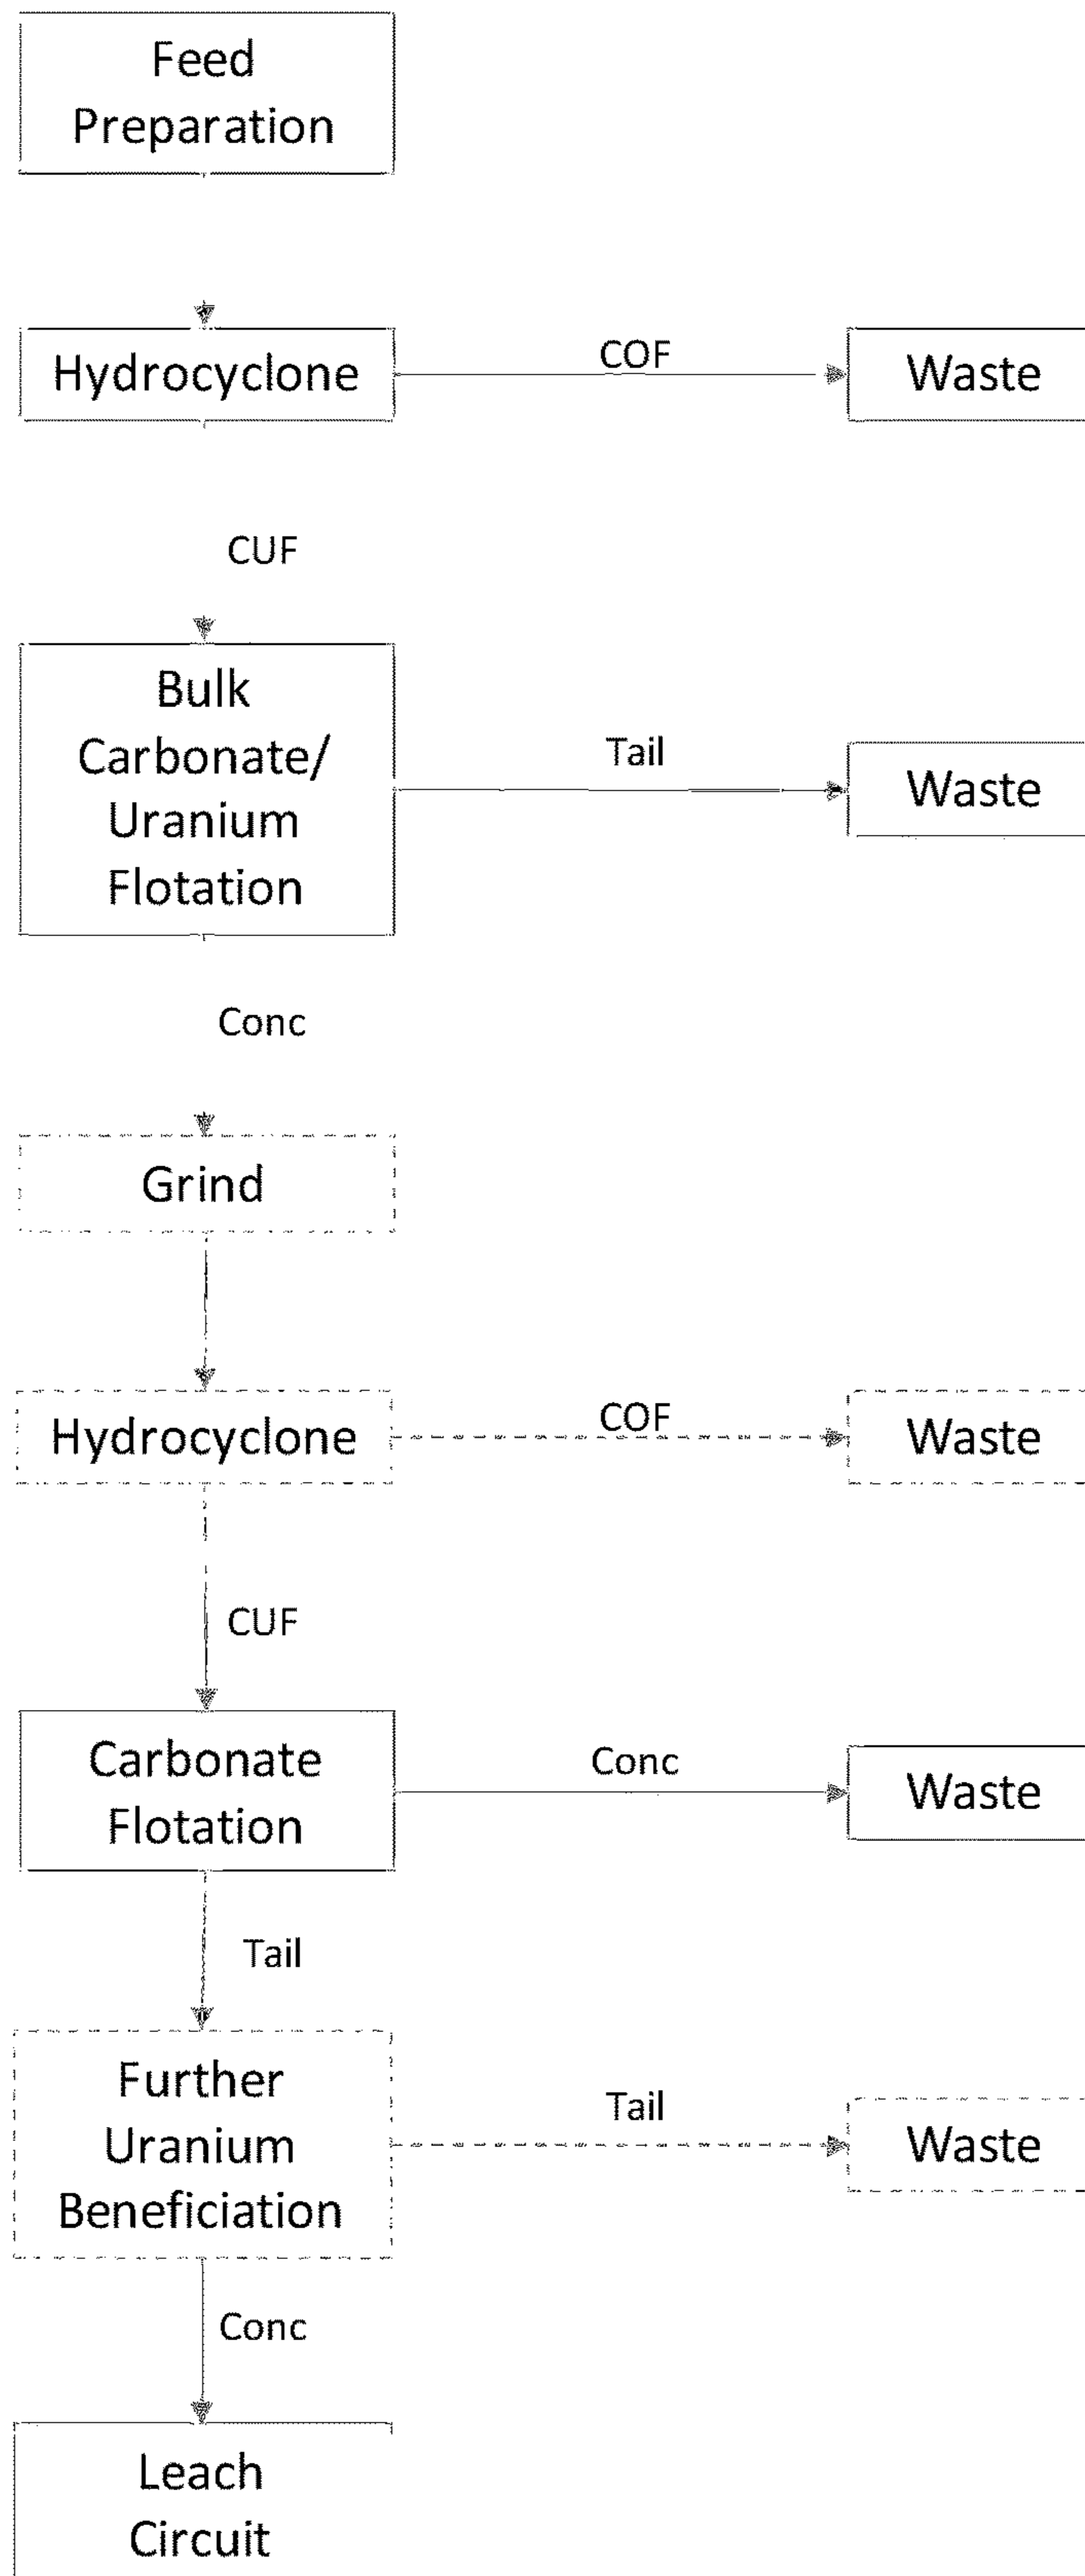 Feed
Preparation
Hydrocyclone
COF
Waste
CUF
Bulk
Carbonate/
Uranium
Flotation
Tail
Waste
Conc
Grind
Hydrocyclone
COF
Waste
CUF
Carbonate
Flotation
Conc
Waste
Tail
Further
Uranium
Beneficiation
Tail
Waste
Conc
Leach
Circuit